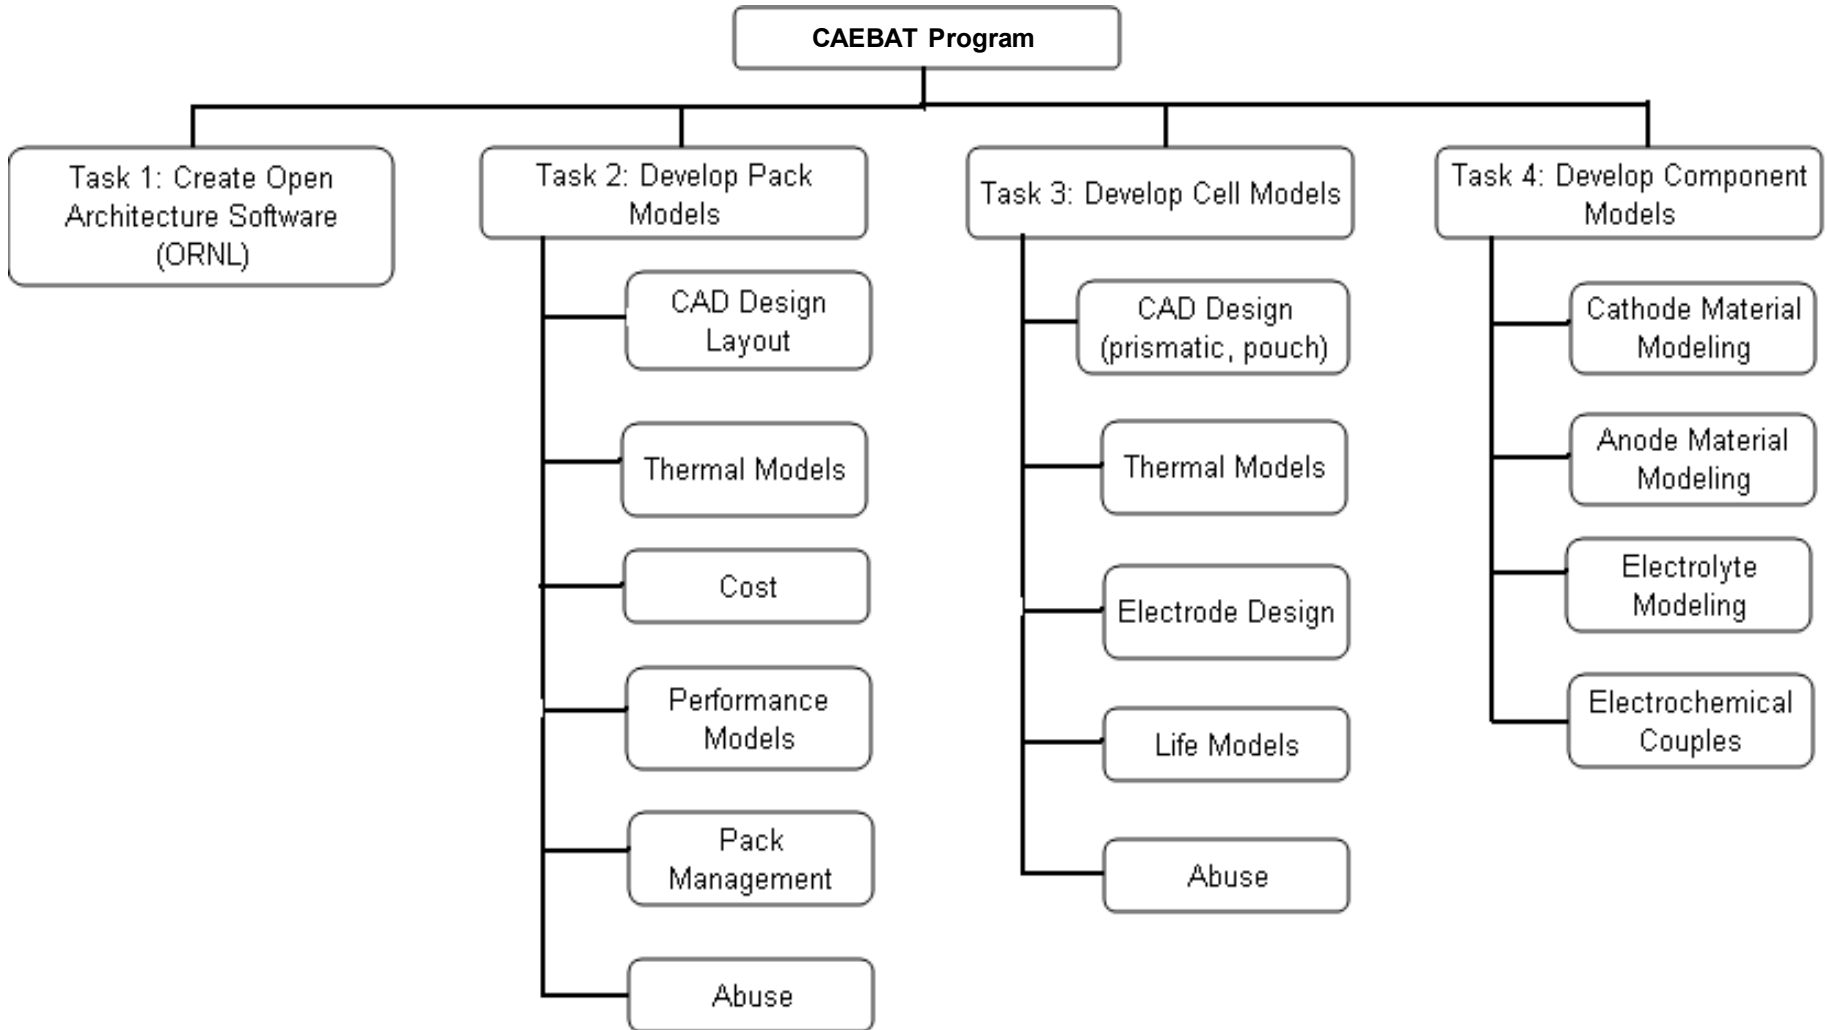 CAEBAT Program
Task 1: Create Open
Architecture Software
(ORNL)
Task 2: Develop Pack
Models
CAD Design
Layout
Thermal Models
Cost
Performance
Models
Pack
Management
Abuse
Task 3: Develop Cell Models
CAD Design
(prismatic, pouch)
Thermal Models
Electrode Design
Life Models
Abuse
Task 4: Develop Component
Models
Cathode Material
Modeling
Anode Material
Modeling
Electrolyte
Modeling
Electrochemical
Couples